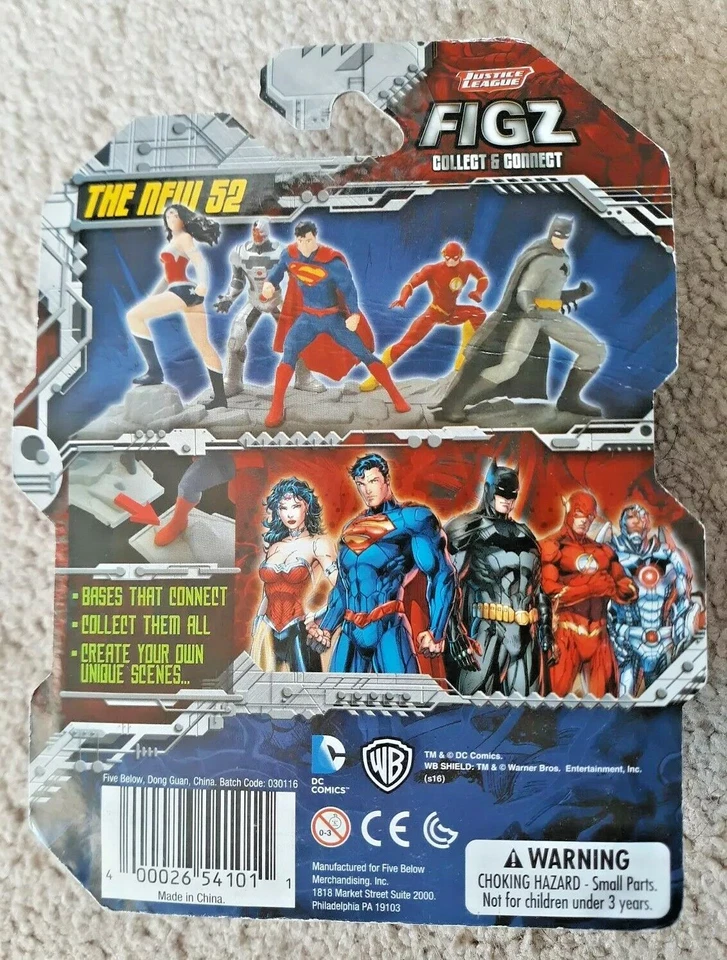 JUSTICE
LEAGUE
FIGZ
COLLECT & CONNECT
THE NEW 52
• BASES THAT CONNECT
• COLLECT THEM ALL
• CREATE YOUR OWN
UNIQUE SCENES...
Five Below, Dong Guan, China. Batch Code: 030116
4 00026 54101 1
Made in China.
DC
COMICS™
WB
TM & © DC Comics.
WB SHIELD: TM & © Warner Bros. Entertainment, Inc.
(s16)
0-3
CE
Manufactured for Five Below
Merchandising. Inc.
1818 Market Street Suite 2000.
Philadelphia PA 19103
WARNING
CHOKING HAZARD - Small Parts.
Not for children under 3 years.